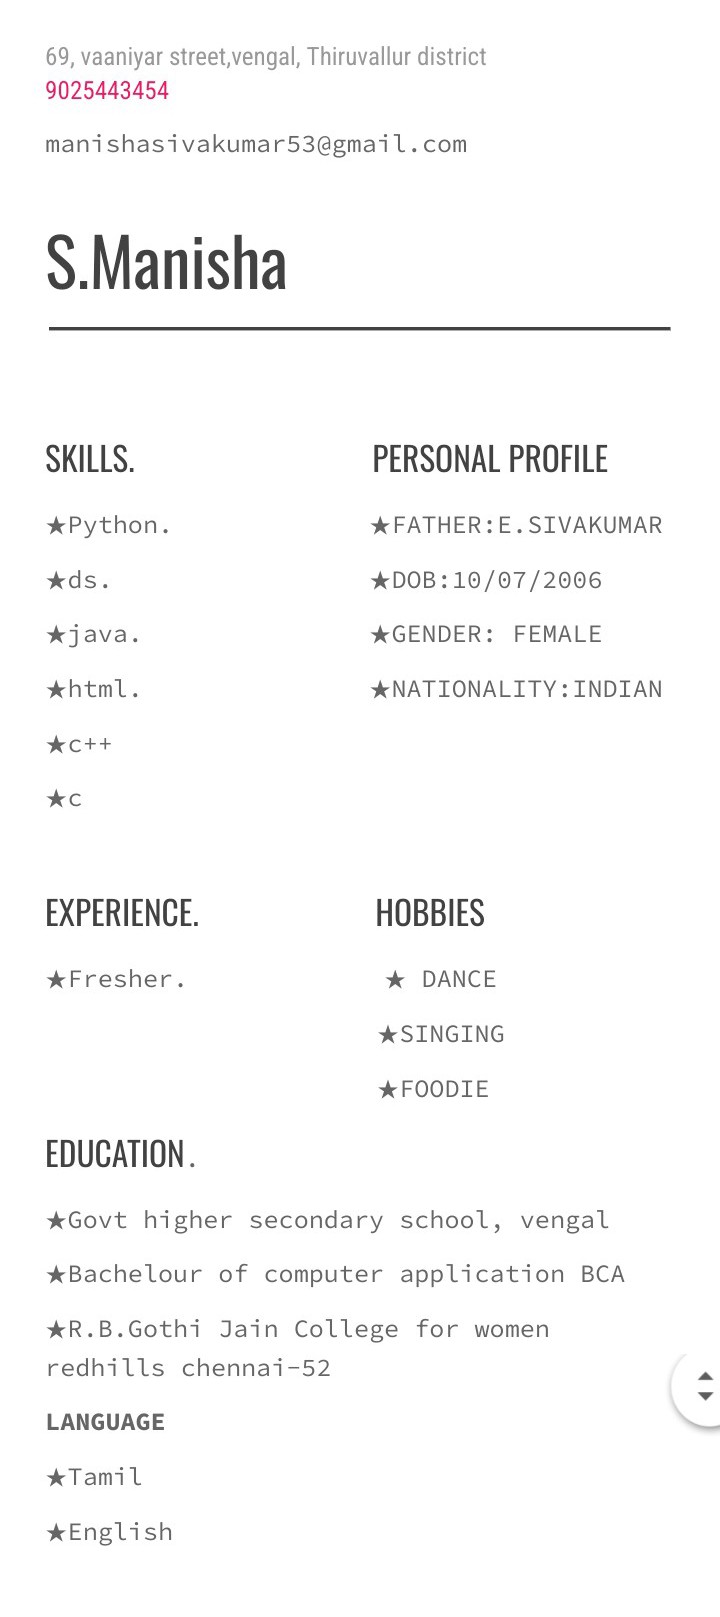 69, vaaniyar street,vengal, Thiruvallur district
9025443454
manishasivakumar53@gmail.com
S.Manisha
SKILLS.
★Python.
★ds.
★java.
★html.
★c++
★c
PERSONAL PROFILE
★FATHER:E.SIVAKUMAR
★DOB:10/07/2006
★GENDER: FEMALE
★NATIONALITY:INDIAN
EXPERIENCE.
★Fresher.
HOBBIES
★ DANCE
★SINGING
★FOODIE
EDUCATION.
★Govt higher secondary school, vengal
★Bachelour of computer application BCA
★R.B.Gothi Jain College for women
redhills chennai-52
LANGUAGE
★Tamil
★English